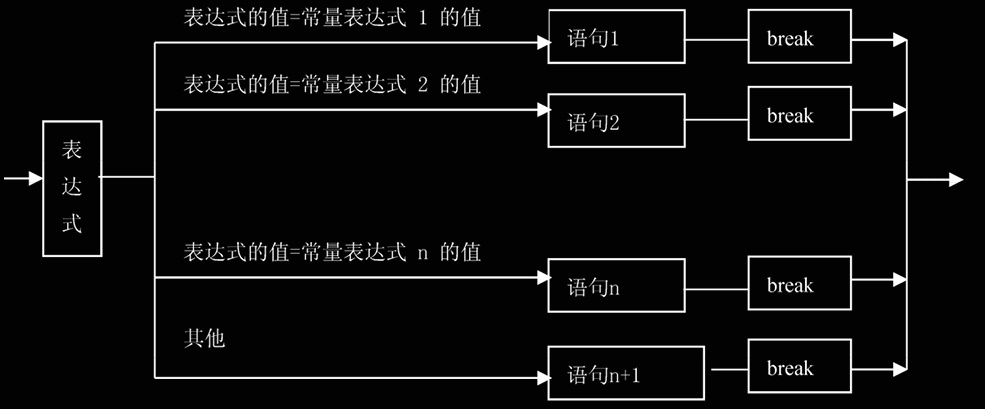 表达式的值=常量表达式 1 的值
语句1
break
表达式的值=常量表达式 2 的值
语句2
break
表达式
表达式的值=常量表达式 n 的值
语句n
break
其他
语句n+1
break